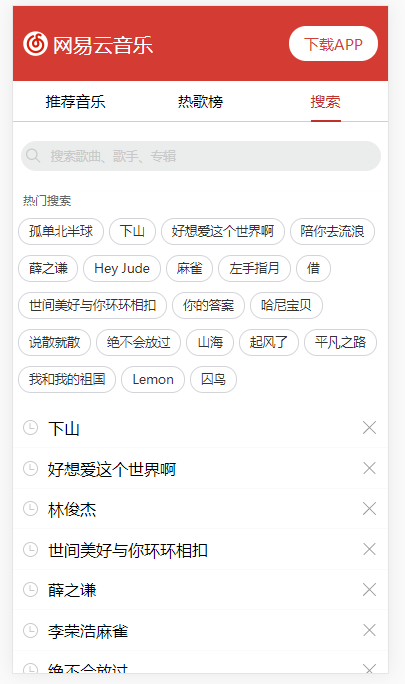 网易云音乐 下载APP
推荐音乐 热歌榜 搜索
搜索歌曲、歌手、专辑
热门搜索
孤单北半球 下山 好想爱这个世界啊 陪你去流浪
薛之谦 Hey Jude 麻雀 左手指月 借
世间美好与你环环相扣 你的答案 哈尼宝贝
说散就散 绝不会放过 山海 起风了 平凡之路
我和我的祖国 Lemon 囚鸟
下山
好想爱这个世界啊
林俊杰
世间美好与你环环相扣
薛之谦
李荣浩麻雀
绝不会放过